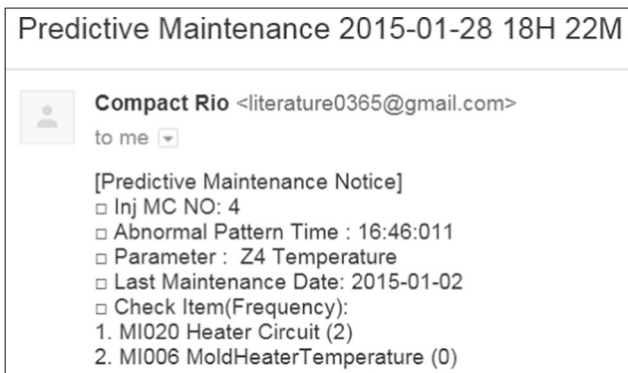 Predictive Maintenance 2015-01-28 18H 22M
Compact Rio <literature0365@gmail.com>
to me
[Predictive Maintenance Notice]
□ Inj MC NO: 4
□ Abnormal Pattern Time : 16:46:011
□ Parameter :  Z4 Temperature
□ Last Maintenance Date: 2015-01-02
□ Check Item(Frequency):
1. MI020 Heater Circuit (2)
2. MI006 MoldHeaterTemperature (0)